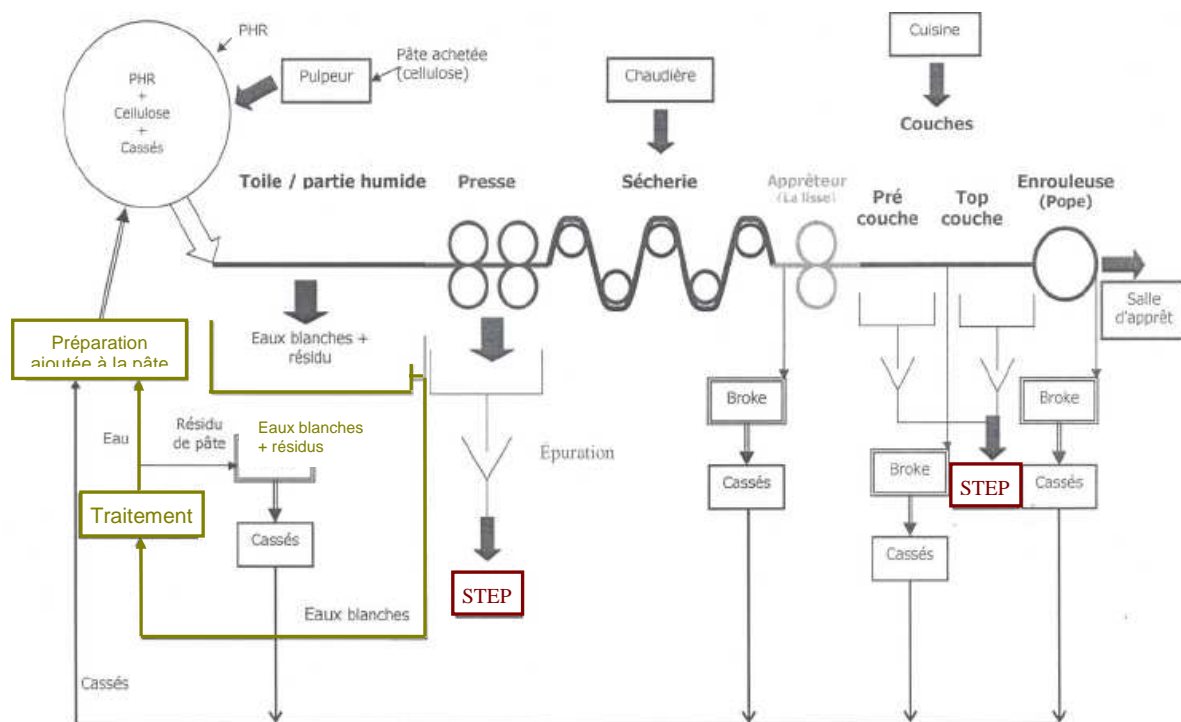 PHR
PHR
+
Cellulose
+
Cassés
Pulpeur
Pâte achetée
(cellulose)
Chaudière
Cuisine
Couches
Toile / partie humide
Presse
Sécherie
Apprêteur
(La lisse)
Pré
couche
Top
couche
Enrouleuse
(Pope)
Salle
d'apprêt
Préparation
ajoutée à la pâte
Eaux blanches +
résidu
Eau
Résidu
de pâte
Eaux blanches
+ résidus
Traitement
Cassés
Eaux blanches
Cassés
Épuration
STEP
Broke
Cassés
Broke
Cassés
STEP
Broke
Cassés